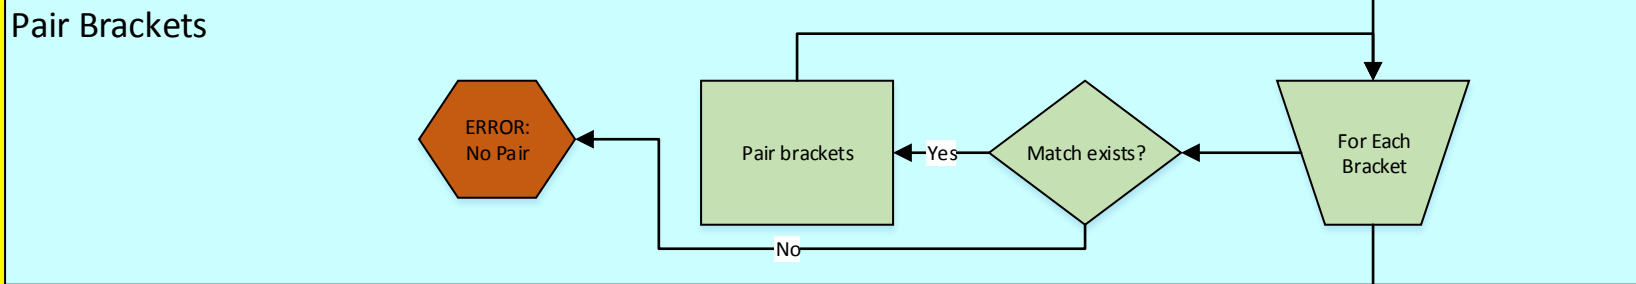 Pair Brackets
ERROR:
No Pair
Pair brackets
Yes
Match exists?
For Each
Bracket
No